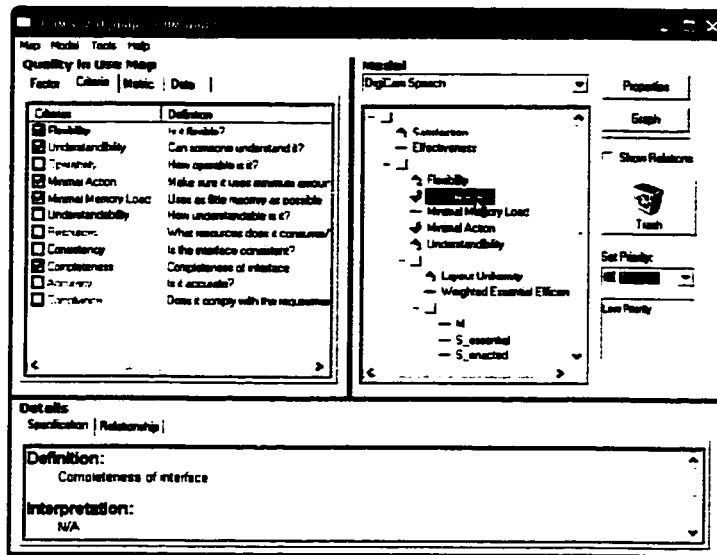 Map Model Tools Help
Quality in Use Map
Factor Criteria Metric Data
Criteria Definition
Flexibility Is it flexible?
Understandibility Can someone understand it?
How operable is it?
Minimal Action Make sure it uses minimum amour
Minimal Memory Load Uses as little memory as possible
Understandability How understandable is it?
What resources does it consume/
Consistency Is the interface consistent?
Completeness Completeness of interface
Accuracy Is it accurate?
Compliance Does it comply with the requiremer
Model
DigiCam Speech
Satisfaction
Effectiveness
Flexibility
Minimal Memory Load
Minimal Action
Understandibility
Layout Uniformity
Weighted Essential Efficien
M
S_essential
S_enacted
Properties
Graph
Show Relations
Trash
Set Priority:
Low Priority
Details
Specification Relationship
Definition:
Completeness of interface
Interpretation:
N/A